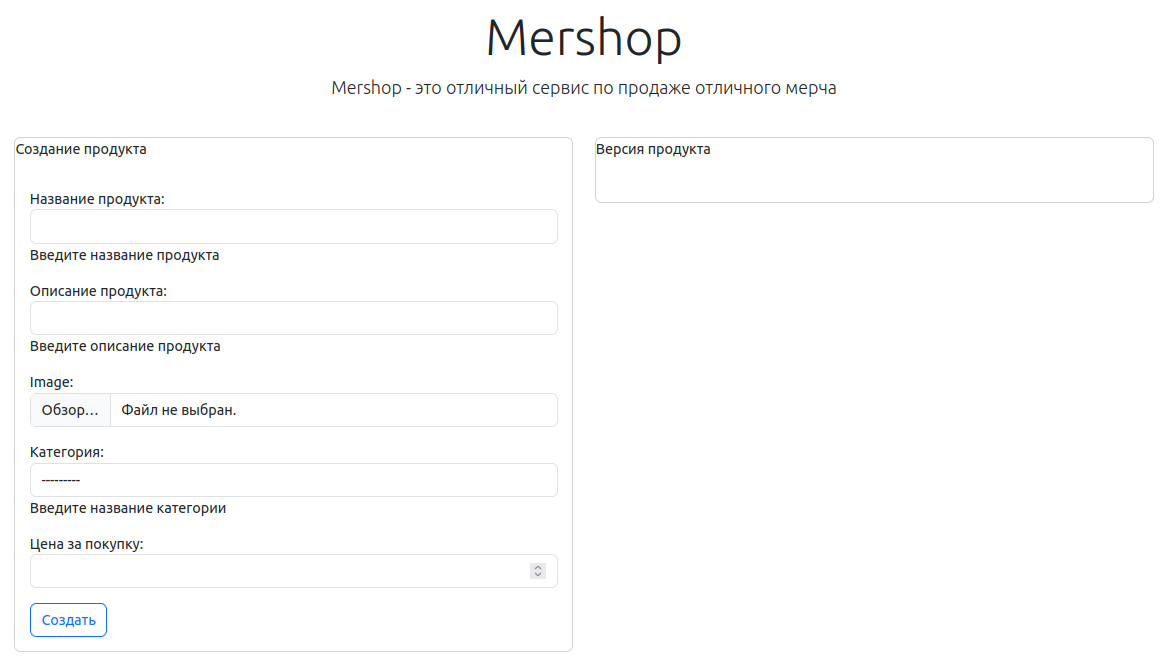 Mershop
Mershop - это отличный сервис по продаже отличного мерча
Создание продукта
Название продукта:
Введите название продукта
Описание продукта:
Введите описание продукта
Image:
Обзор... Файл не выбран.
Категория:
---------
Введите название категории
Цена за покупку:
Создать
Версия продукта